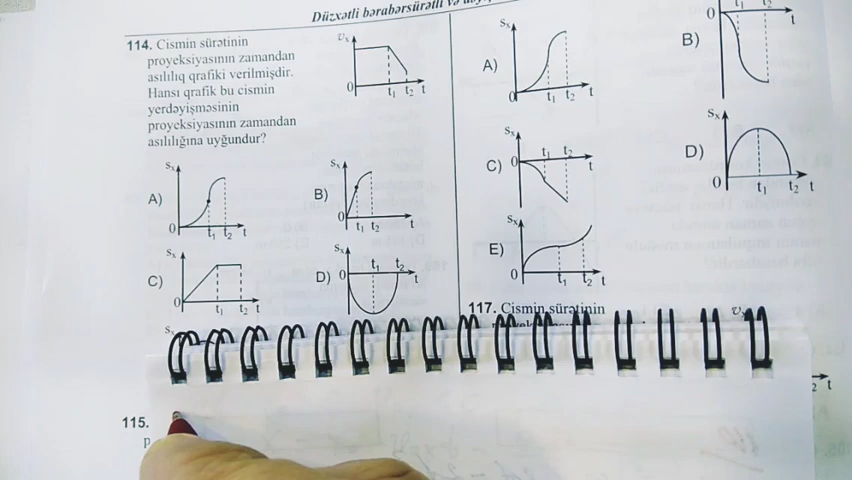 Düzxətli bərabərsürətli və
114. Cismin sürətinin
proyeksiyasının zamandan
asılılıq qrafiki verilmişdir.
Hansı qrafik bu cismin
yerdəyişməsinin
proyeksiyasının zamandan
asılılığına uyğundur?
υx
0 t1 t2 t
A) sx
t1 t2 t
B) sx
0 t1 t2 t
C) sx
0 t1 t2 t
D) sx
0 t1 t2 t
sx
115.
p
A) sx
0 t1 t2 t
B)
0 t1 t2 t
C) sx
0 t1 t2 t
D) sx
0 t1 t2 t
E) sx
0 t1 t2 t
117. Cismin sürətinin
υx
2 t